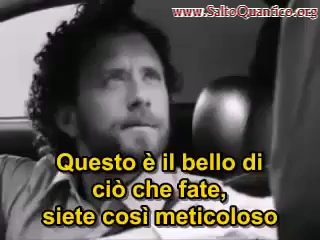 www.SaltoQuantico.org
Questo è il bello di
ciò che fate,
siete così meticoloso